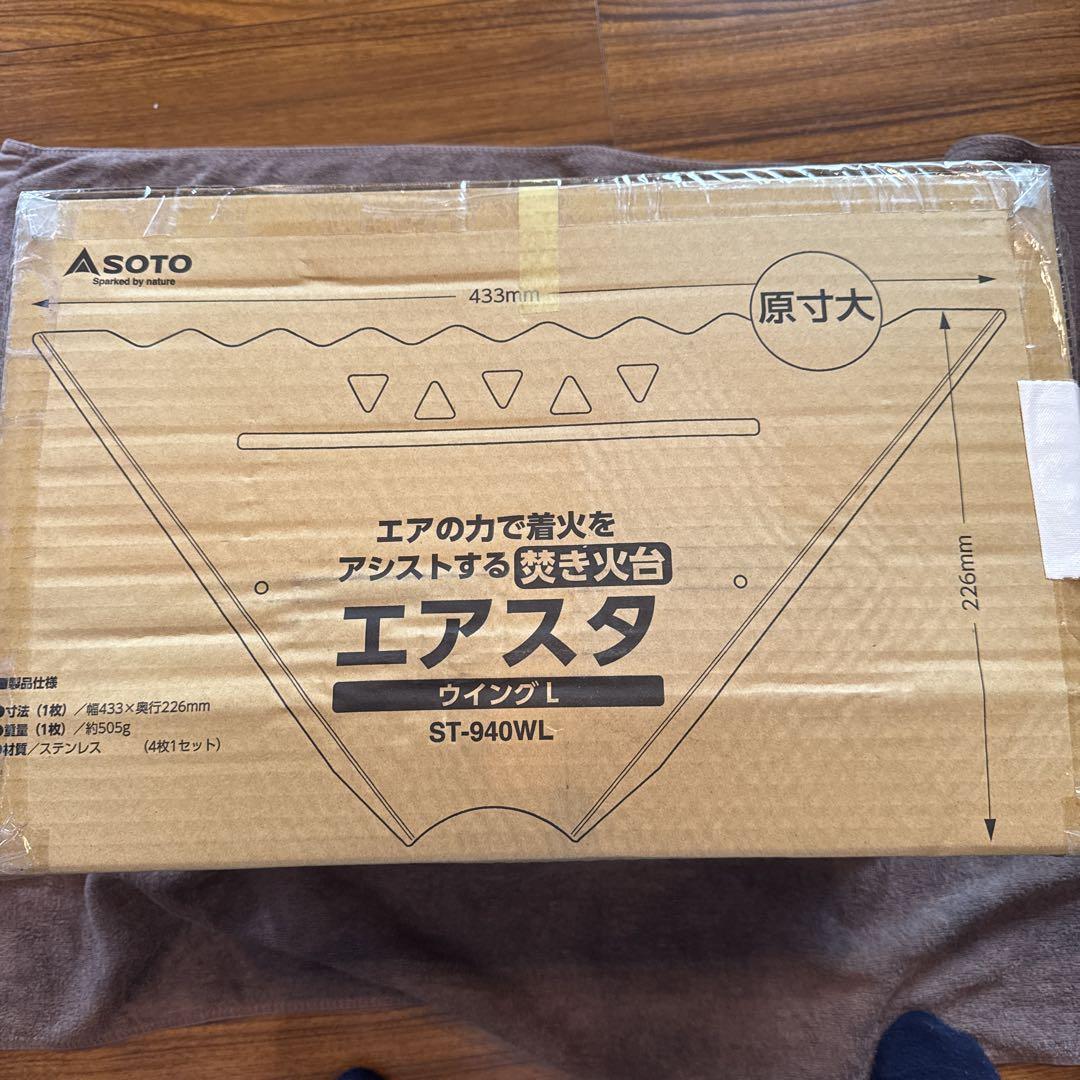 SOTO
Sparked by nature
433mm
原寸大
エアの力で着火を
アシストする 焚き火台
エアスタ
ウイング L
ST-940WL
226mm
■製品仕様
●寸法（1枚）／幅433×奥行226mm
●重量（1枚）／約505g
●材質／ステンレス （4枚1セット）